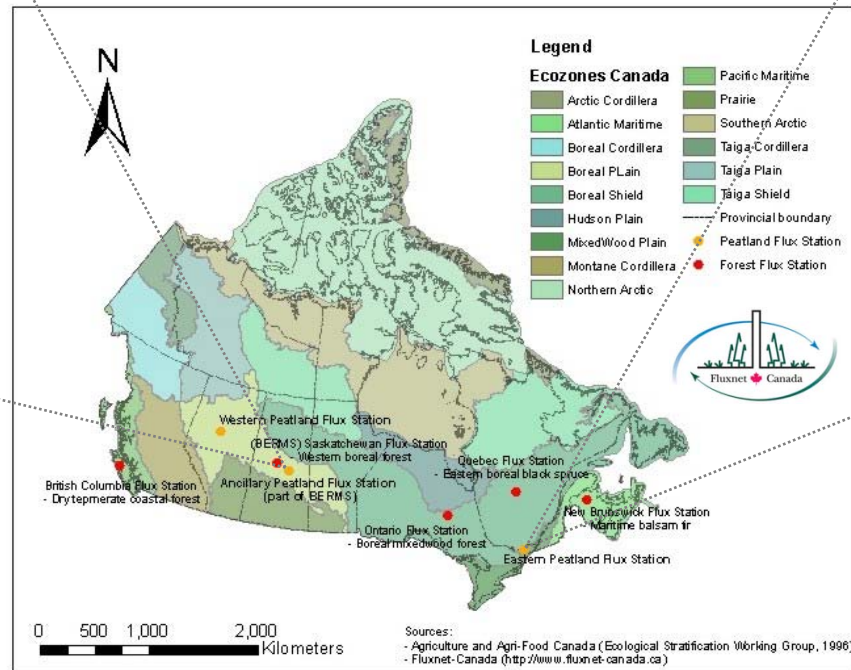 N
Legend
Ecozones Canada
Arctic Cordillera
Atlantic Maritime
Boreal Cordillera
Boreal PLain
Boreal Shield
Hudson Plain
MixedWood Plain
Montane Cordillera
Northern Arctic
Pacific Maritime
Prairie
Southern Arctic
Taiga Cordillera
Taiga Plain
Taiga Shield
Provincial boundary
Peatland Flux Station
Forest Flux Station
Fluxnet Canada
Western Peatland Flux Station
(BERMS) Saskatchewan Flux Station
Western boreal forest
Ancillary Peatland Flux Station
(part of BERMS)
British Columbia Flux Station
- Dry tepmerate coastal forest
Quebec Flux Station
Eastern boreal black spruce
New Brunswick Flux Station
Maritime balsam fir
Ontario Flux Station
- Boreal mixedwood forest
Eastern Peatland Flux Station
0 500 1,000 2,000
Kilometers
Sources:
- Agriculture and Agri-Food Canada (Ecological Stratification Working Group, 1996)
- Fluxnet-Canada (http://www.fluxnet-canada.ca)